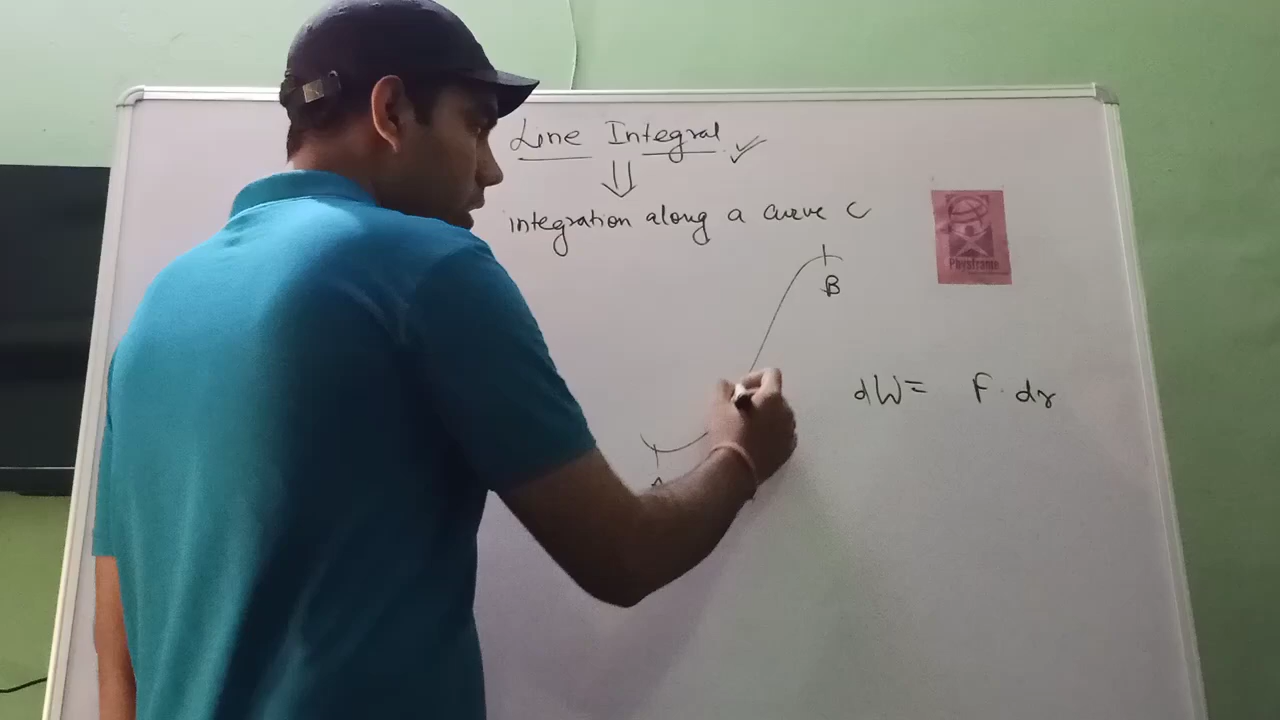 Line Integral
integration along a curve C
B
dW = F. dr
A
Physframe